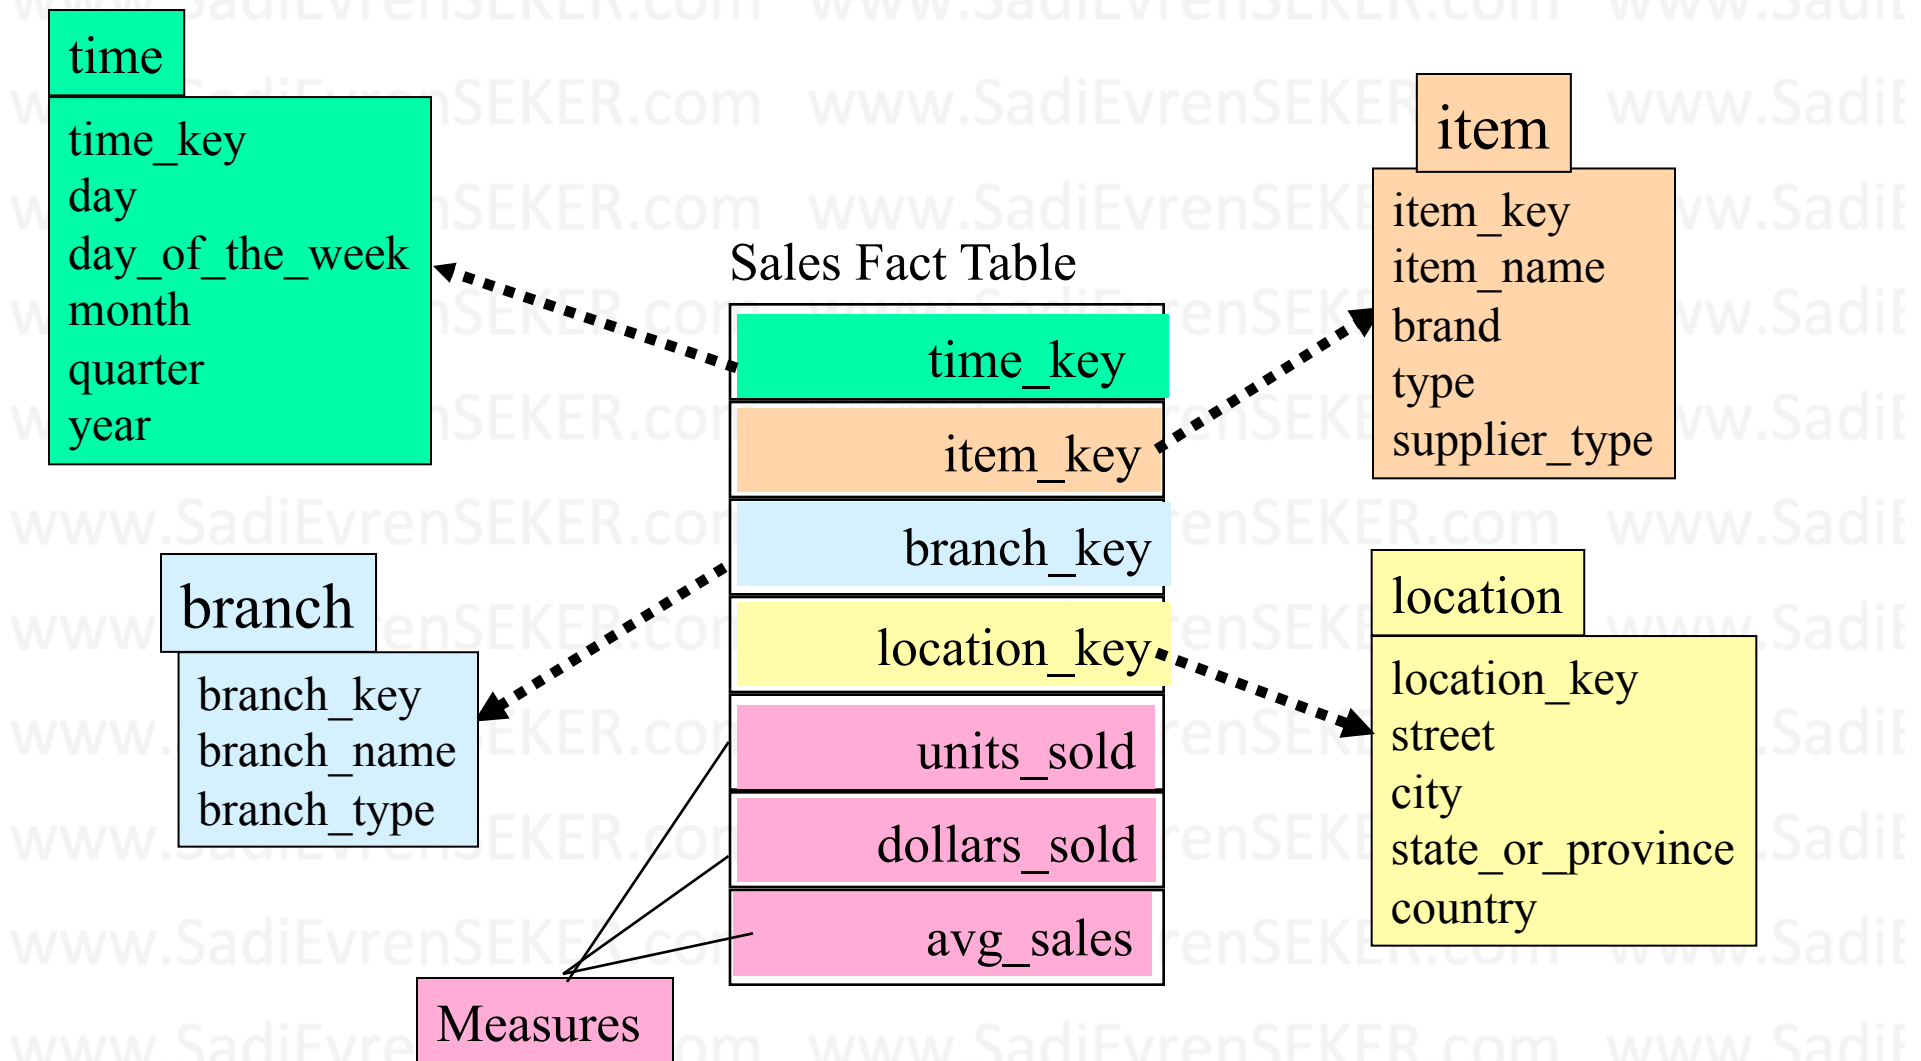 time
time_key
day
day_of_the_week
month
quarter
year
item
item_key
item_name
brand
type
supplier_type
Sales Fact Table
time_key
item_key
branch_key
location_key
units_sold
dollars_sold
avg_sales
branch
branch_key
branch_name
branch_type
location
location_key
street
city
state_or_province
country
Measures
www.SadiEvrenSEKER.com